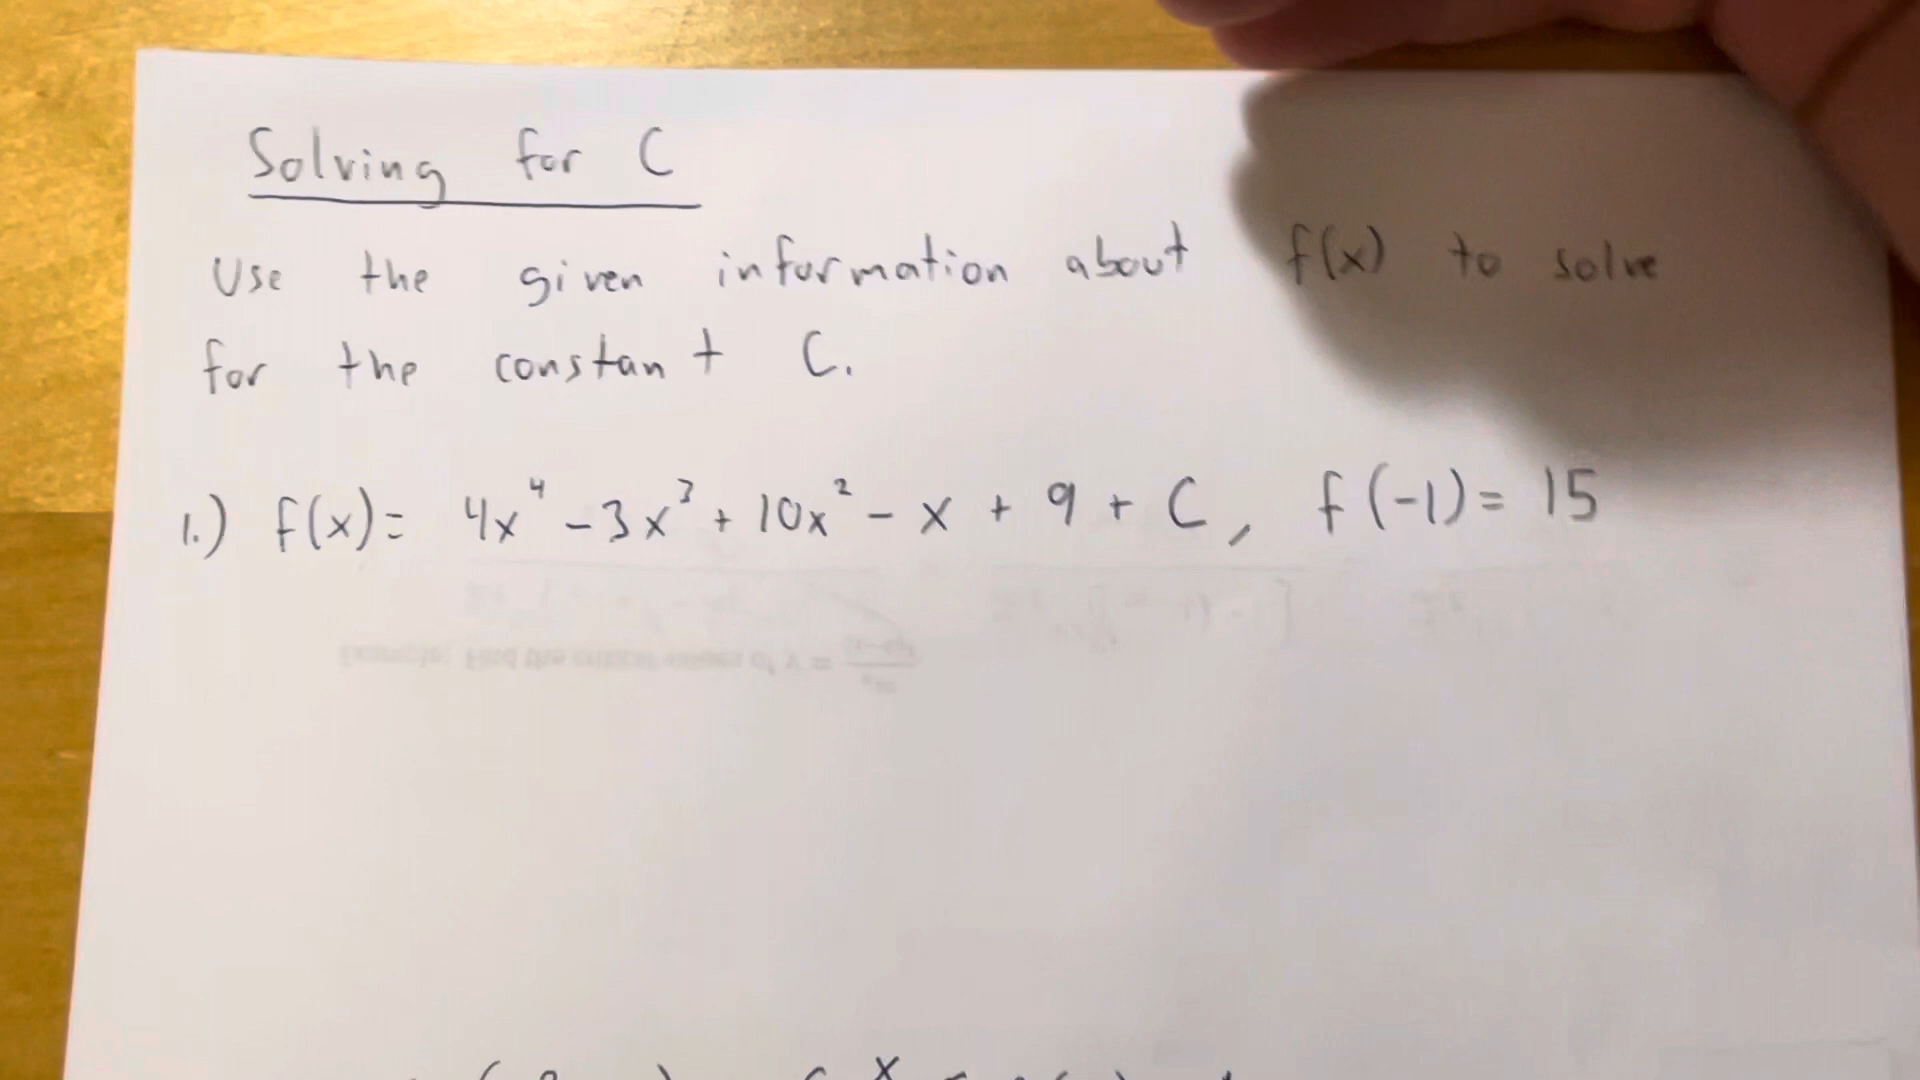 Solving for C
Use the given information about f(x) to solve
for the constant C.
1.) f(x)= 4x⁴ - 3x³ + 10x² - x + 9 + C, f(-1)= 15